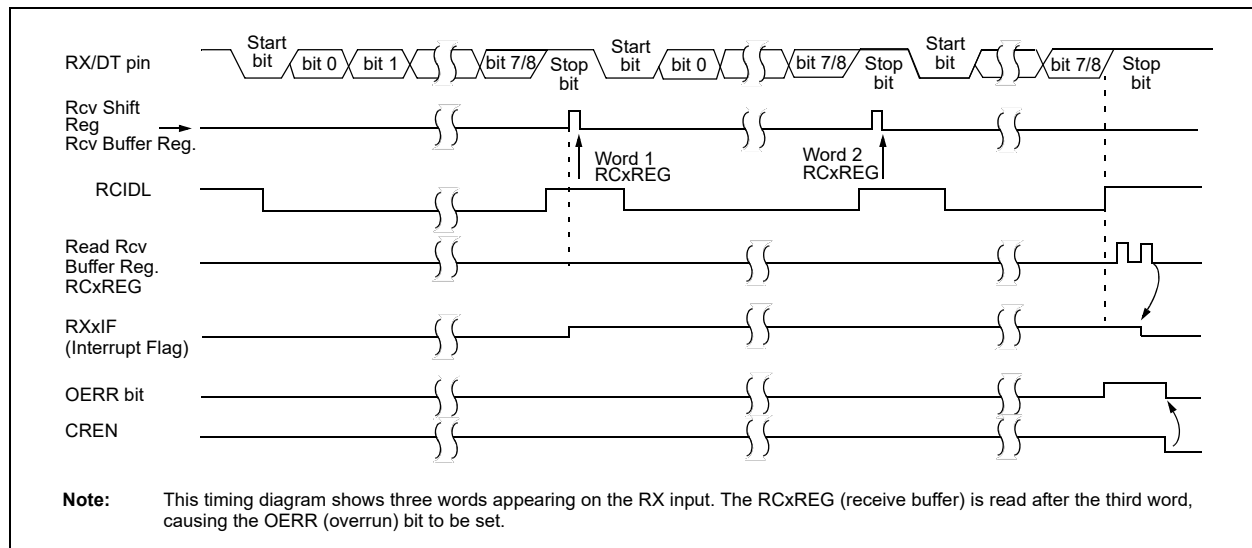 RX/DT pin
Start
bit
bit 0
bit 1
bit 7/8
Stop
bit
Start
bit
bit 0
bit 7/8
Stop
bit
Start
bit
bit 7/8
Stop
bit
Rcv Shift
Reg
Rcv Buffer Reg.
Word 1
RCxREG
Word 2
RCxREG
RCIDL
Read Rcv
Buffer Reg.
RCxREG
RXxIF
(Interrupt Flag)
OERR bit
CREN
Note: This timing diagram shows three words appearing on the RX input. The RCxREG (receive buffer) is read after the third word,
causing the OERR (overrun) bit to be set.